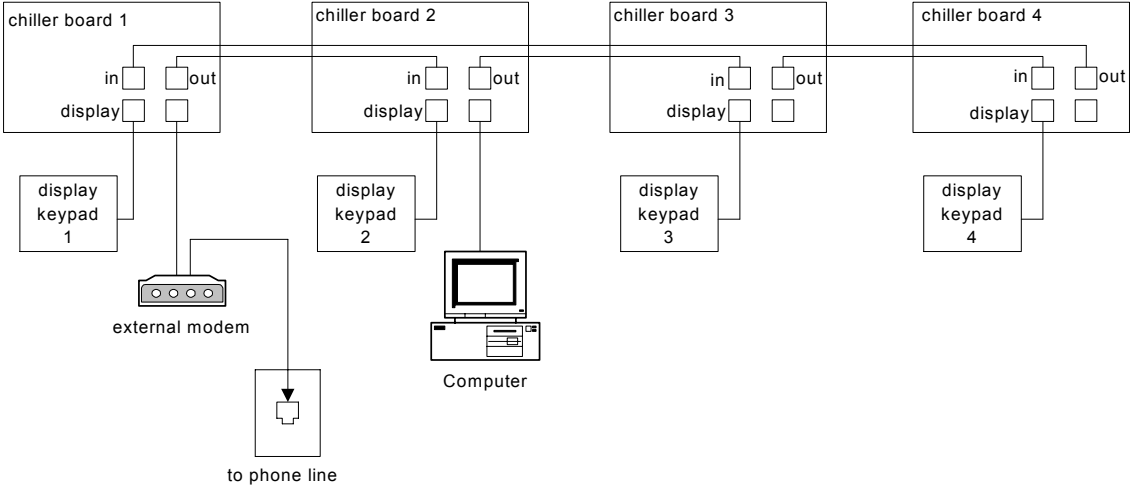 chiller board 1
chiller board 2
chiller board 3
chiller board 4
in
out
in
out
in
in
out
display
display
display
display
display
keypad
1
display
keypad
2
display
keypad
3
display
keypad
4
external modem
Computer
to phone line